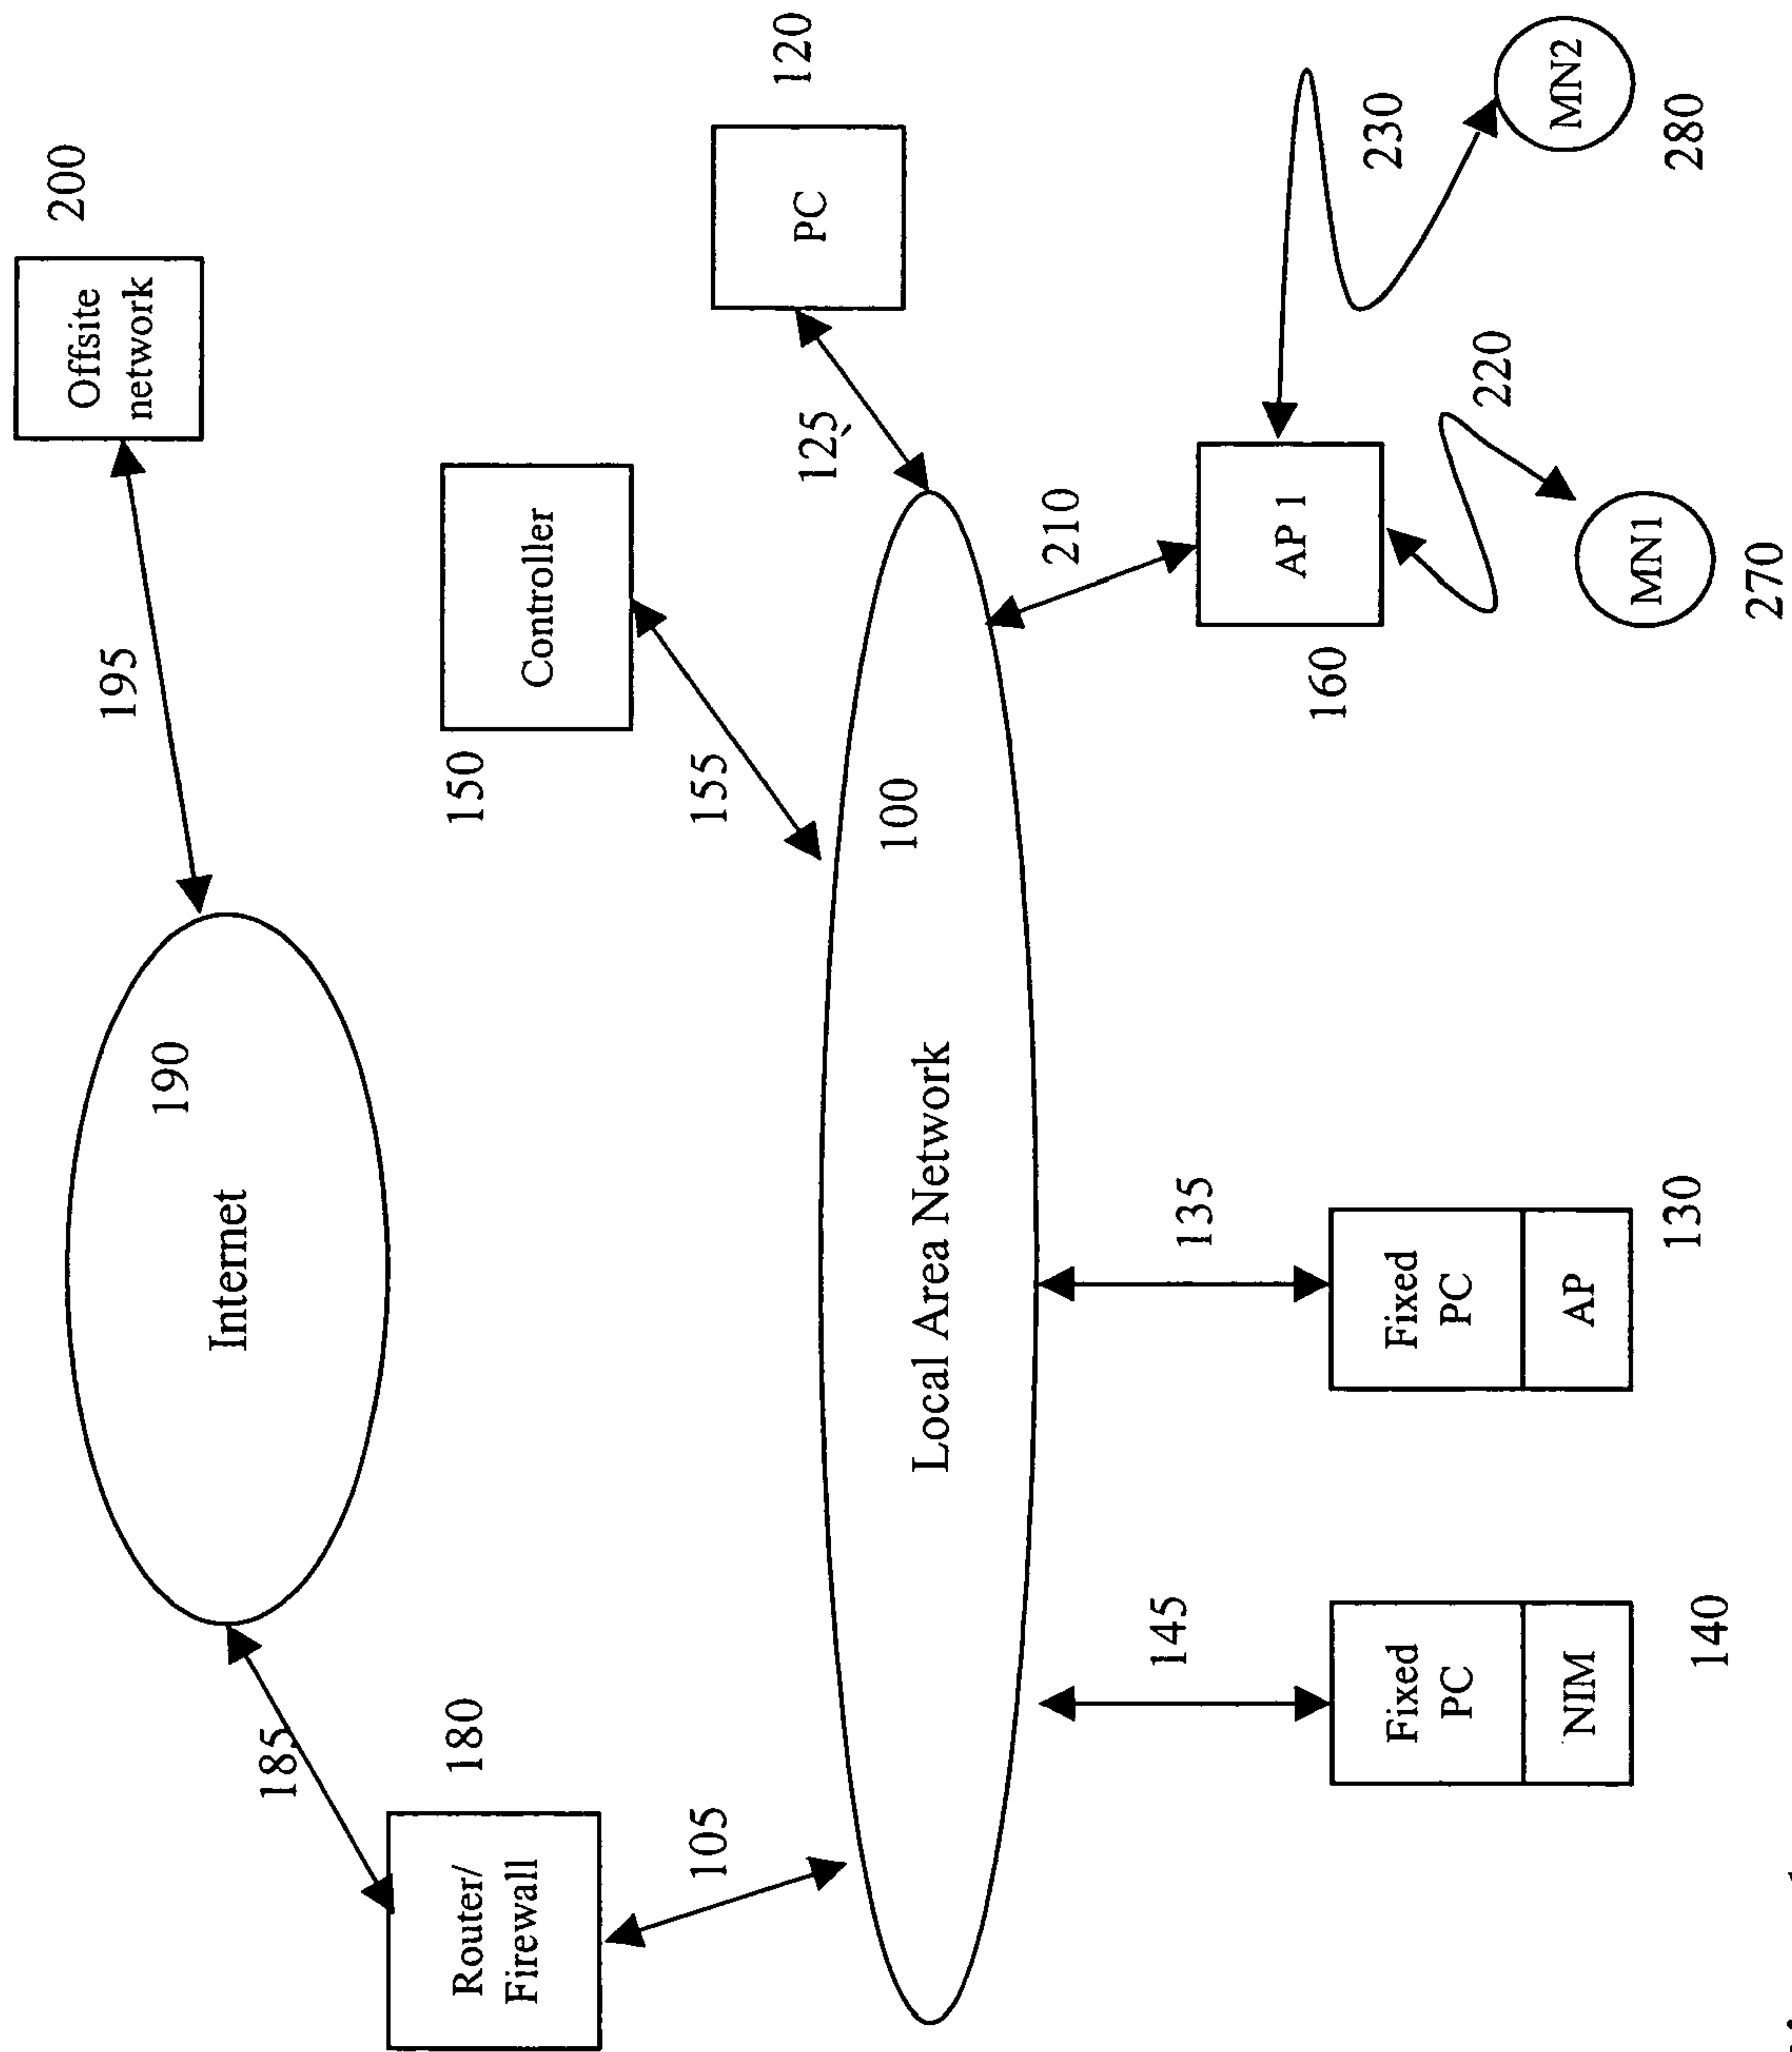 200
Offsite
network
195
190
Internet
185
180
Router/
Firewall
105
150
Controller
155
120
PC
125
100
Local Area Network
210
160
AP 1
230
220
MN2
280
MN1
270
145
135
Fixed
PC
NIM
140
Fixed
PC
AP
130